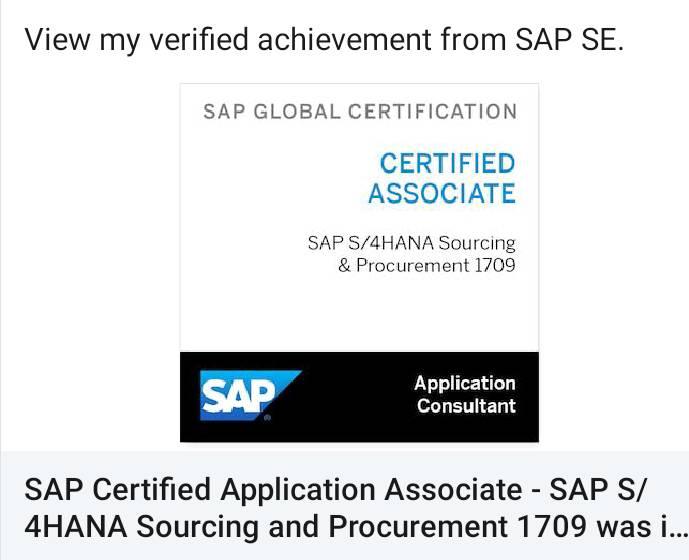 View my verified achievement from SAP SE.
SAP GLOBAL CERTIFICATION
CERTIFIED
ASSOCIATE
SAP S/4HANA Sourcing
& Procurement 1709
SAP®
Application
Consultant
SAP Certified Application Associate - SAP S/
4HANA Sourcing and Procurement 1709 was i...